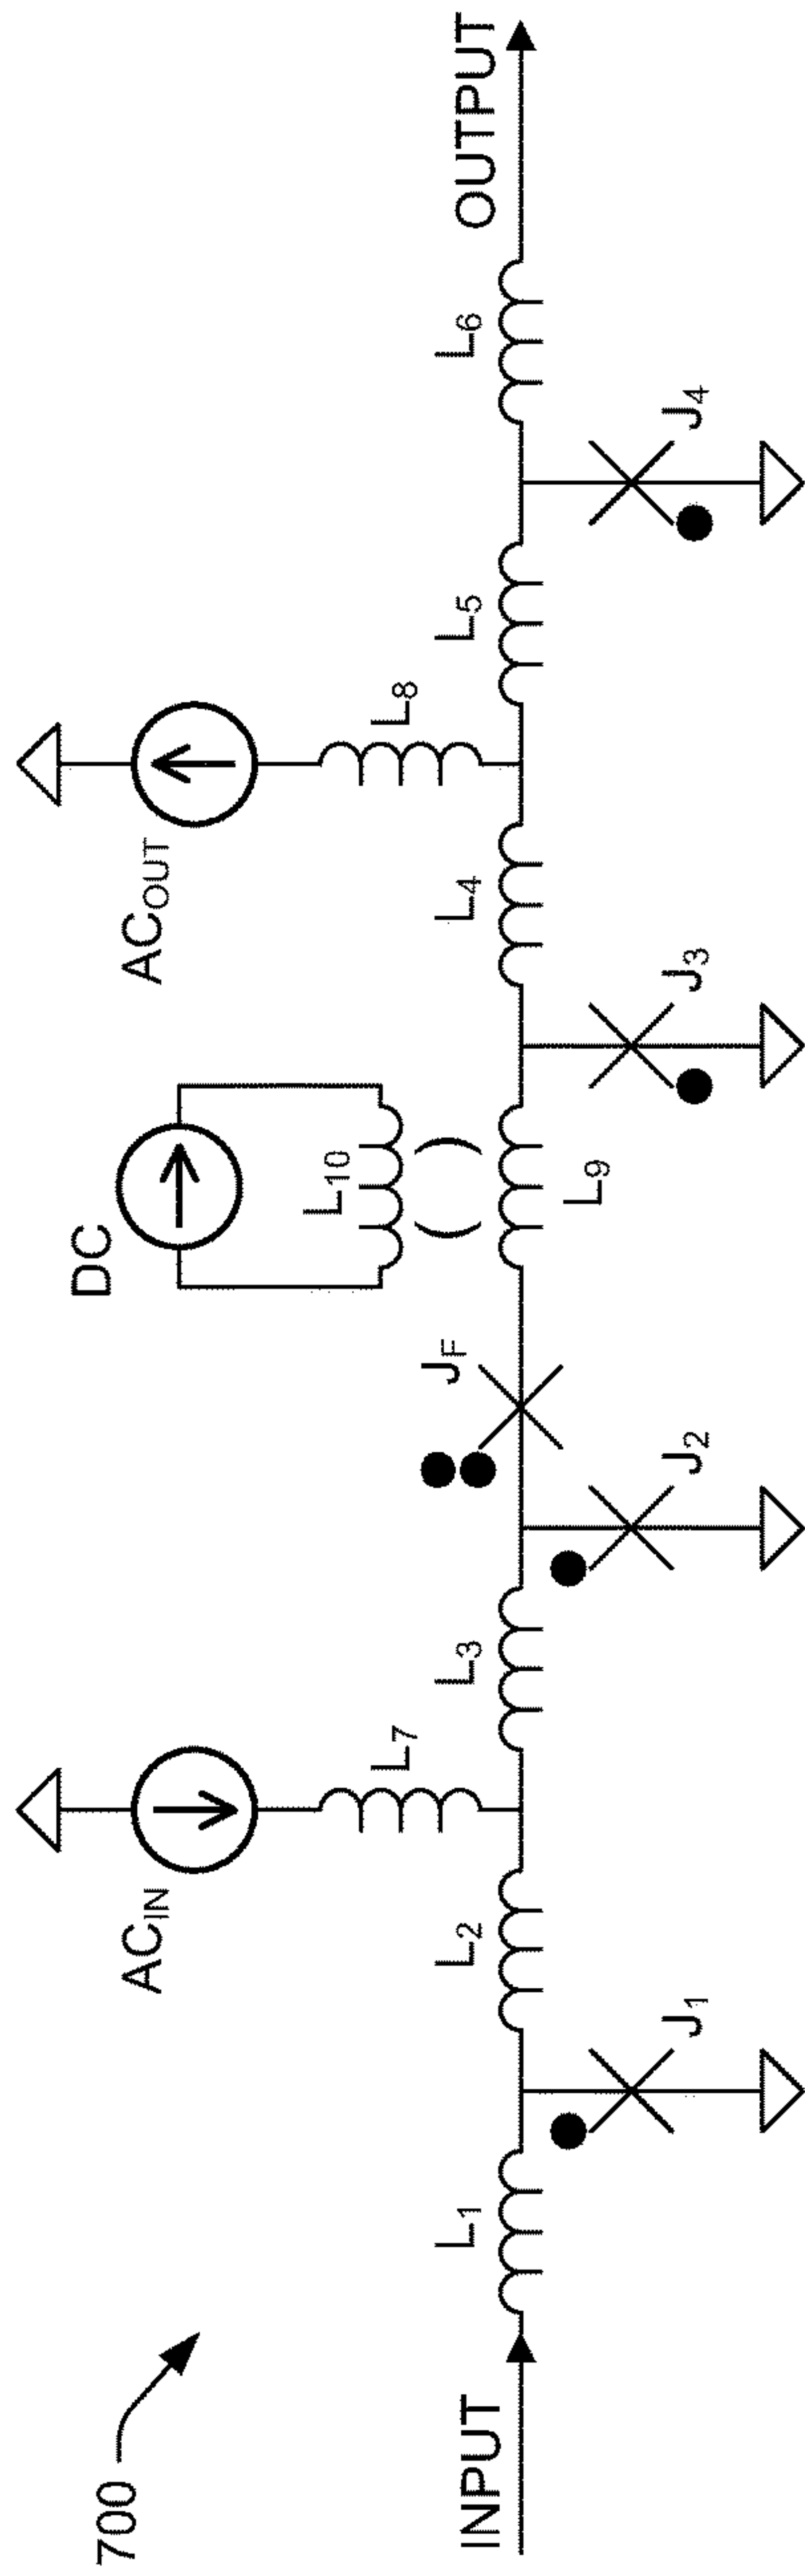 700
INPUT
L1
J1
L2
ACIN
L7
L3
J2
JF
DC
L10
L9
J3
L4
ACOUT
L8
L5
J4
L6
OUTPUT